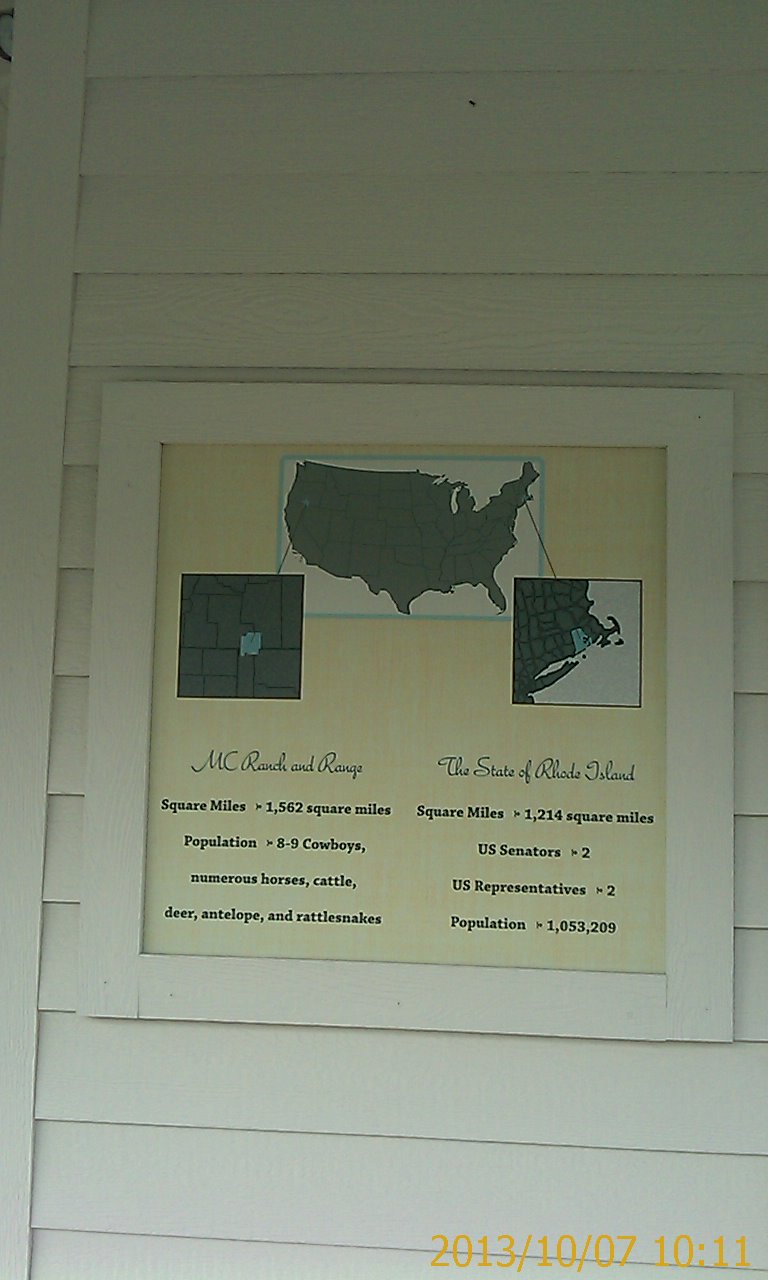 MC Ranch and Range
Square Miles ➢ 1,562 square miles
Population ➢ 8-9 Cowboys,
numerous horses, cattle,
deer, antelope, and rattlesnakes
The State of Rhode Island
Square Miles ➢ 1,214 square miles
US Senators ➢ 2
US Representatives ➢ 2
Population ➢ 1,053,209
2013/10/07 10:11